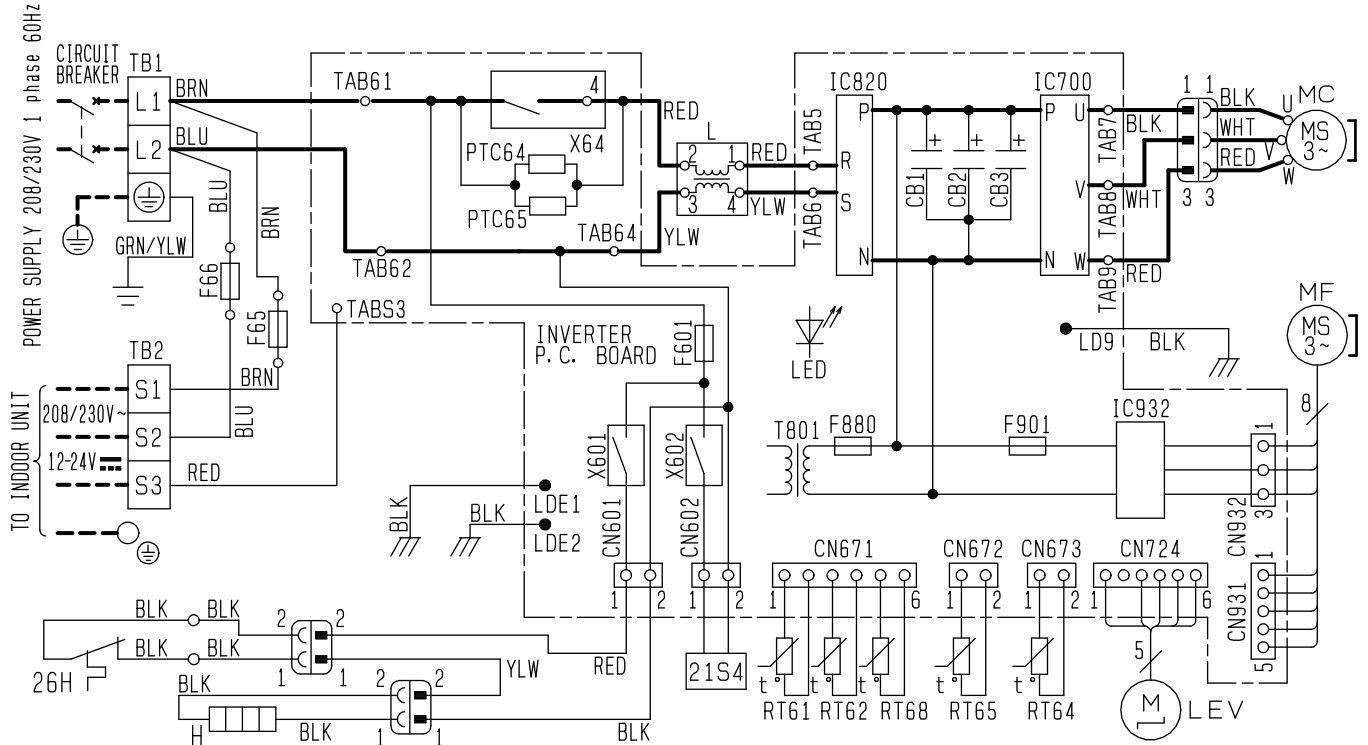 POWER SUPPLY 208/230V 1 phase 60Hz
CIRCUIT
BREAKER
TB1
L1
L2
BRN
BLU
GRN/YLW
BLU
BRN
F66
F65
TAB61
TAB62
TABS3
4
X64
PTC64
PTC65
TAB64
RED
YLW
L
2
1
3
4
RED
YLW
TAB5
TAB6
IC820
P
R
S
N
CB1
+
CB2
+
CB3
+
IC700
P
N
U
V
W
TAB7
TAB8
TAB9
BLK
WHT
RED
1
1
3
3
BLK
WHT
RED
U
V
W
MC
MS
3~
MF
MS
3~
8
INVERTER
P. C. BOARD
F601
LED
LD9
BLK
TO INDOOR UNIT
TB2
S1
S2
S3
208/230V~
12-24V
BRN
BLU
RED
BLK
BLK
LDE1
LDE2
X601
X602
CN601
CN602
1
2
1
2
T801
F880
F901
IC932
1
3
CN932
CN931
1
5
CN671
1
6
CN672
1
2
CN673
1
2
CN724
1
6
t°
RT61
t°
RT62
t°
RT68
t°
RT65
t°
RT64
5
M
LEV
21S4
26H
BLK
BLK
BLK
BLK
2
2
1
1
RED
YLW
BLK
H
BLK
2
2
1
1
BLK